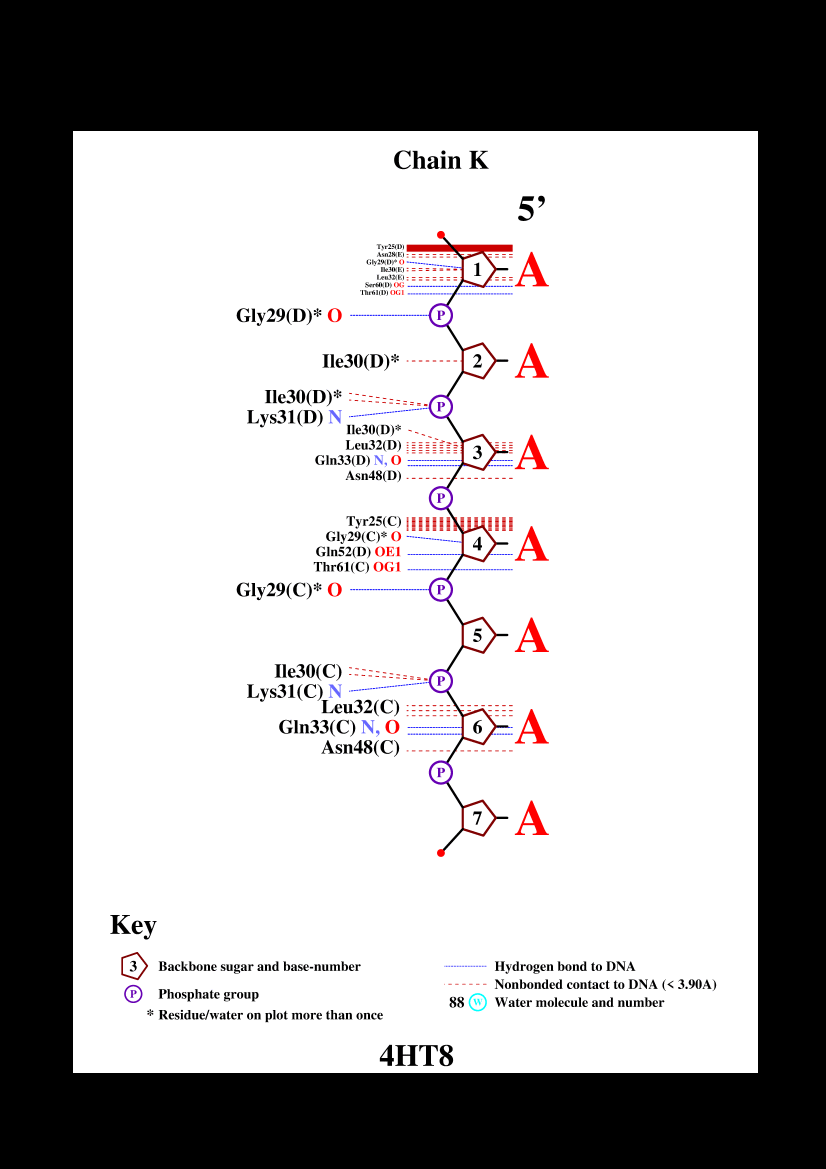 Chain K
5’
Tyr25(D)
Asn28(E)
Gly29(D)* O
Ile30(E)
Leu32(E)
Ser60(D) OG
Thr61(D) OG1
1 A
Gly29(D)* O P
Ile30(D)* 2 A
Ile30(D)*
P
Lys31(D) N
Ile30(D)*
Leu32(D)
3 A
Gln33(D) N, O
Asn48(D)
P
Tyr25(C)
Gly29(C)* O
4 A
Gln52(D) OE1
Thr61(C) OG1
Gly29(C)* O P
5 A
Ile30(C)
P
Lys31(C) N
Leu32(C)
Gln33(C) N, O 6 A
Asn48(C)
P
7 A
Key
3 Backbone sugar and base-number
P Phosphate group
* Residue/water on plot more than once
Hydrogen bond to DNA
Nonbonded contact to DNA (< 3.90A)
88 W Water molecule and number
4HT8